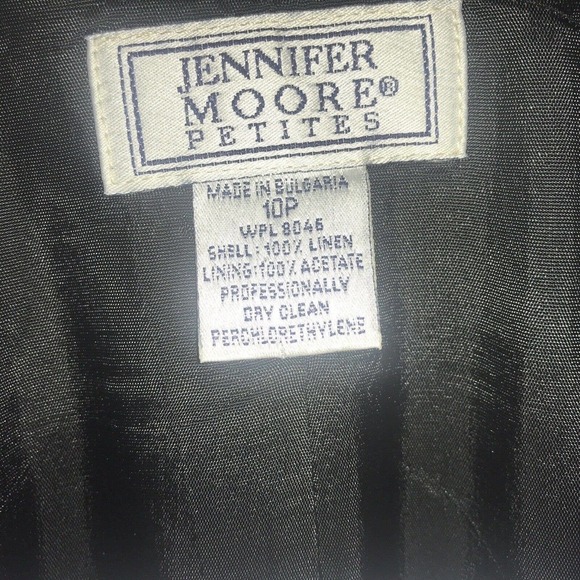 JENNIFER
MOORE®
PETITES
MADE IN BULGARIA
10P
WPL 8046
SHELL: 100% LINEN
LINING: 100% ACETATE
PROFESSIONALLY
DRY CLEAN
PERCHLORETHYLENE